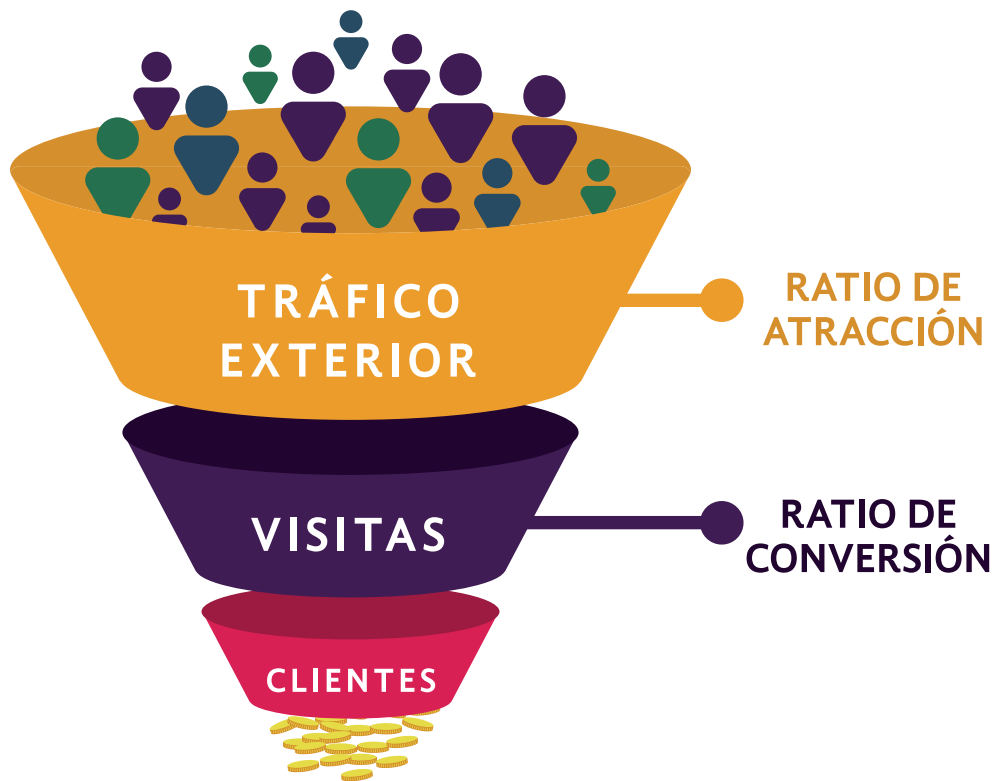 TRÁFICO
EXTERIOR
RATIO DE
ATRACCIÓN
VISITAS
RATIO DE
CONVERSIÓN
CLIENTES